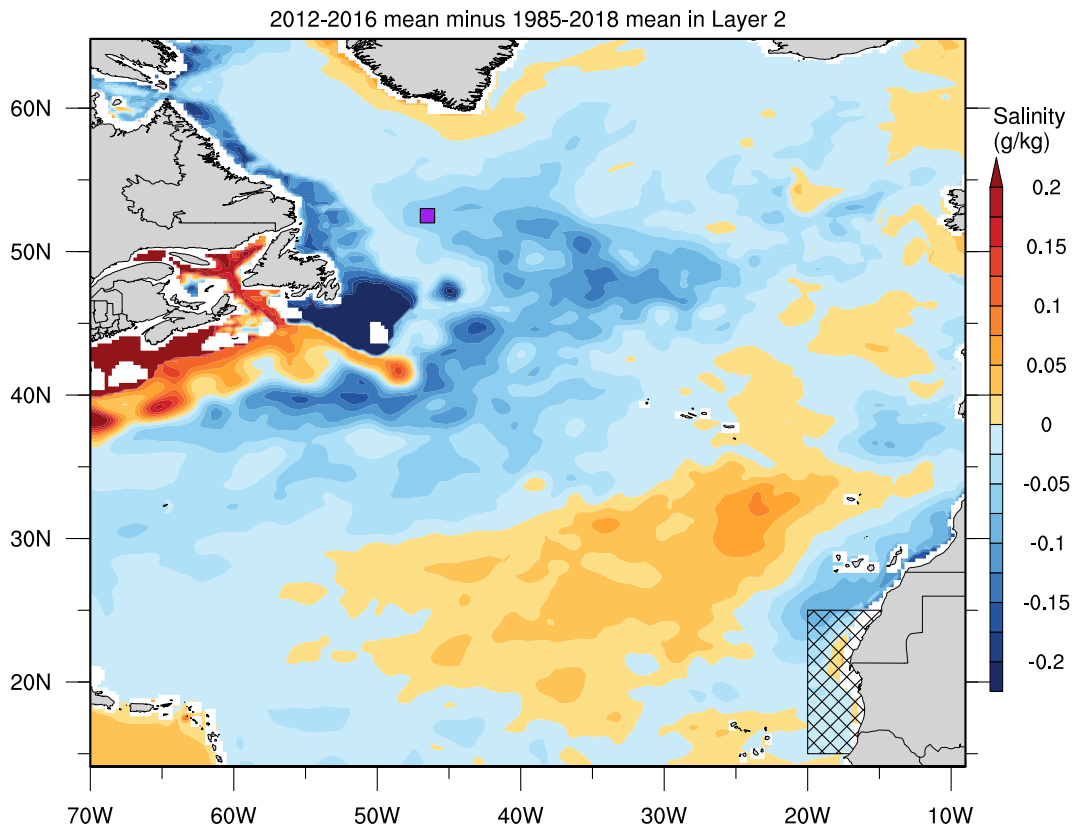 2012-2016 mean minus 1985-2018 mean in Layer 2
60N
50N
40N
30N
20N
70W
60W
50W
40W
30W
20W
10W
Salinity
(g/kg)
0.2
0.15
0.1
0.05
0
-0.05
-0.1
-0.15
-0.2